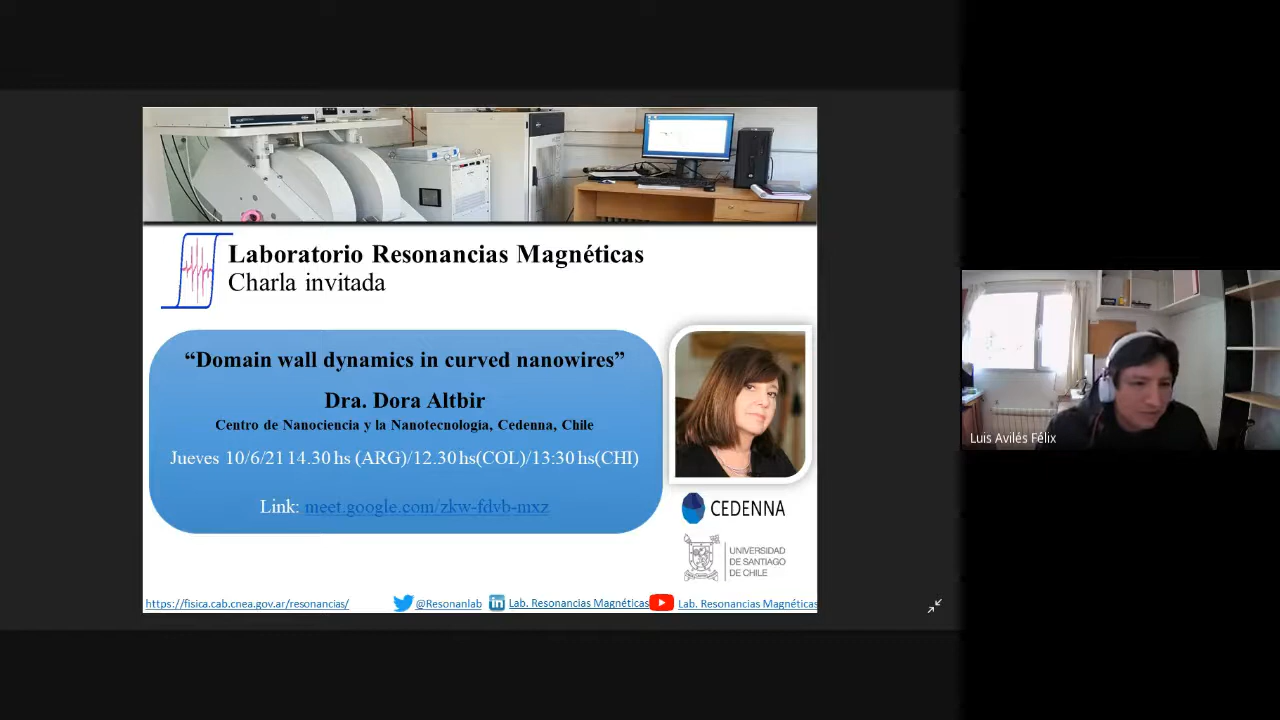 Laboratorio Resonancias Magnéticas
Charla invitada
“Domain wall dynamics in curved nanowires”
Dra. Dora Altbir
Centro de Nanociencia y la Nanotecnologia, Cedenna, Chile
Jueves 10/6/21 14.30 hs (ARG)/12.30 hs(COL)/13:30 hs(CHI)
Link: meet.google.com/zkw-fdvb-mxz
CEDENNA
UNIVERSIDAD
DE SANTIAGO
DE CHILE
https://fisica.cab.cnea.gov.ar/resonancias/
@Resonanlab
in Lab. Resonancias Magnéticas
Lab. Resonancias Magnéticas
Luis Avilés Félix